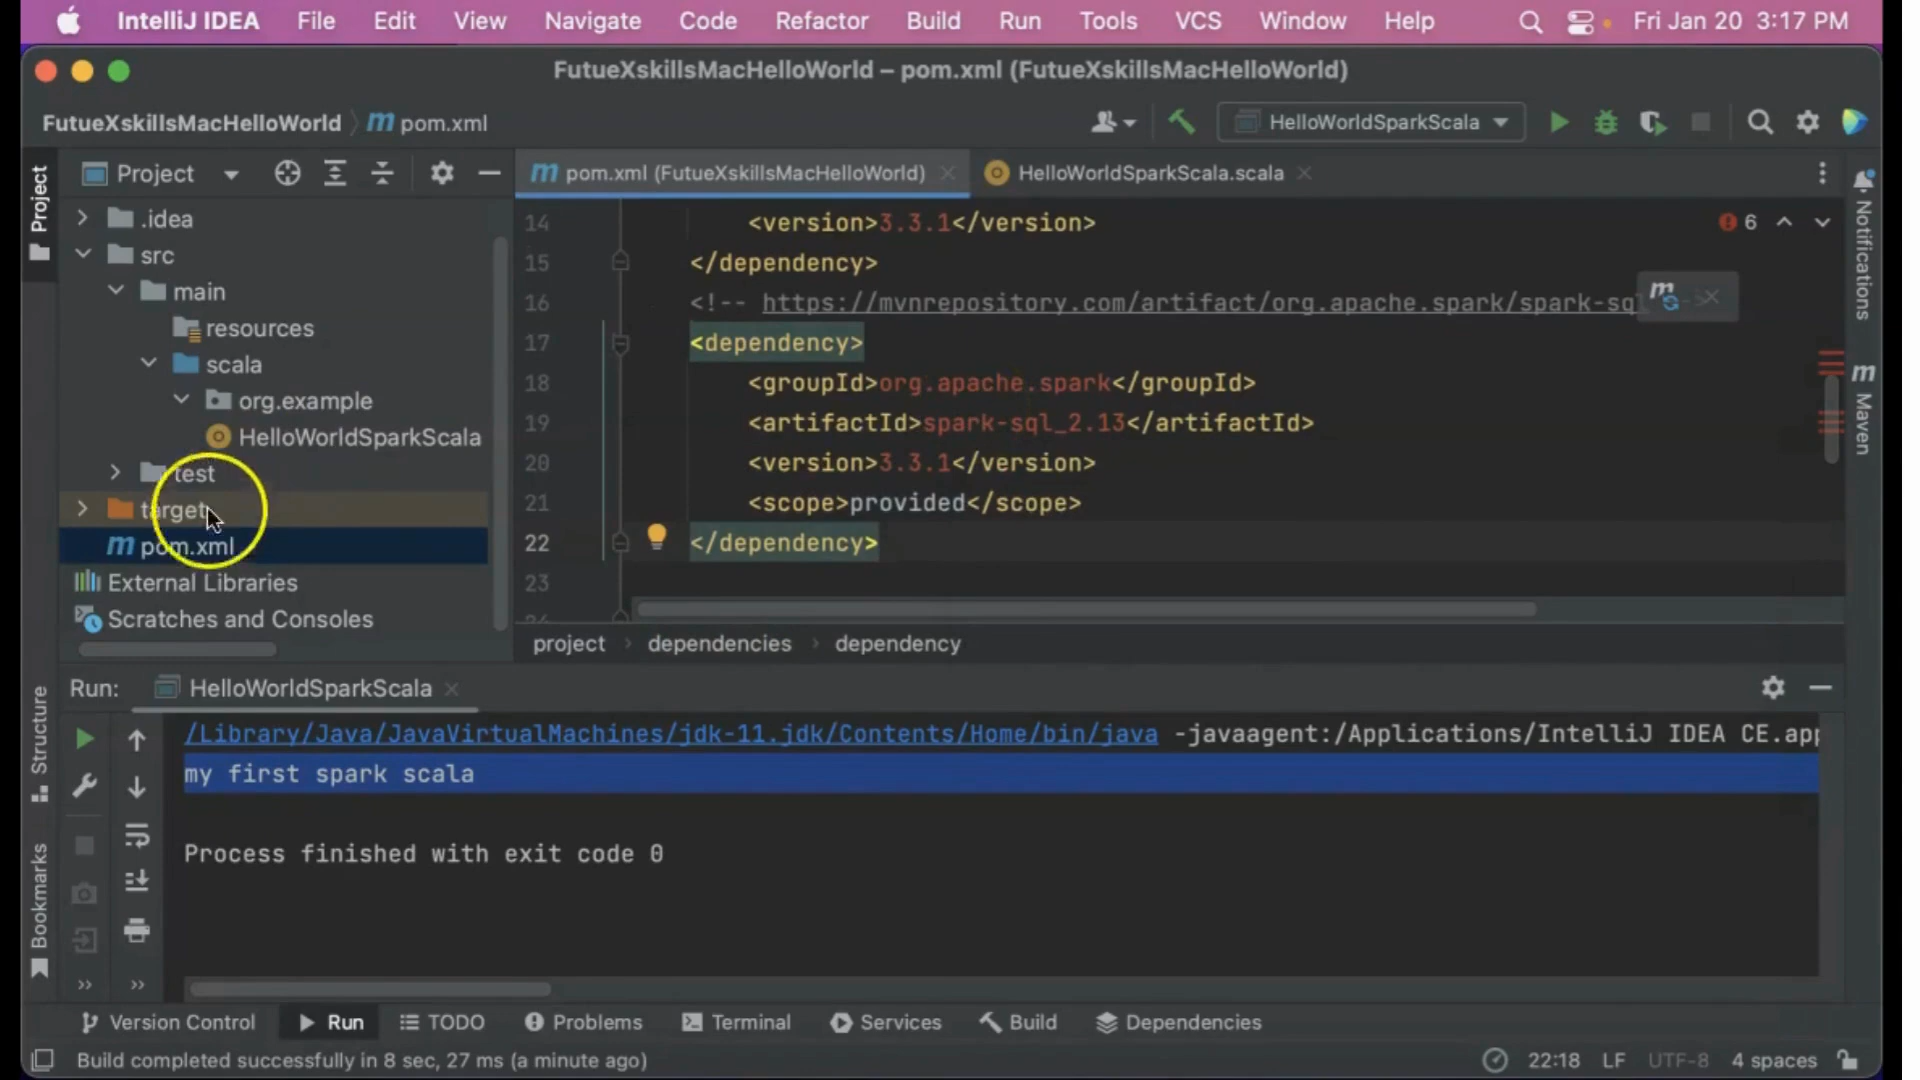 IntelliJ IDEA File Edit View Navigate Code Refactor Build Run Tools VCS Window Help Fri Jan 20 3:17 PM
FutueXskillsMacHelloWorld – pom.xml (FutueXskillsMacHelloWorld)
FutueXskillsMacHelloWorld m pom.xml
HelloWorldSparkScala
Project
Project
.idea
src
main
resources
scala
org.example
HelloWorldSparkScala
test
target
m pom.xml
External Libraries
Scratches and Consoles
m pom.xml (FutueXskillsMacHelloWorld)
HelloWorldSparkScala.scala
6
14 <version>3.3.1</version>
15 </dependency>
16 <!-- https://mvnrepository.com/artifact/org.apache.spark/spark-sql
17 <dependency>
18 <groupId>org.apache.spark</groupId>
19 <artifactId>spark-sql_2.13</artifactId>
20 <version>3.3.1</version>
21 <scope>provided</scope>
22 </dependency>
23
project dependencies dependency
Notifications
m Maven
Structure
Bookmarks
Run: HelloWorldSparkScala
/Library/Java/JavaVirtualMachines/jdk-11.jdk/Contents/Home/bin/java -javaagent:/Applications/IntelliJ IDEA CE.app
my first spark scala
Process finished with exit code 0
Version Control Run TODO Problems Terminal Services Build Dependencies
Build completed successfully in 8 sec, 27 ms (a minute ago)
22:18 LF UTF-8 4 spaces